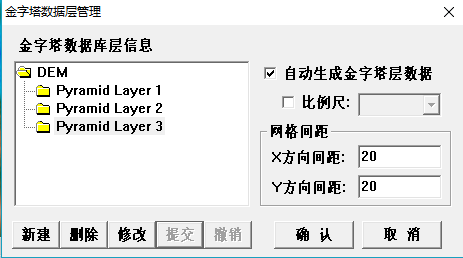 金字塔数据层管理
金字塔数据库层信息
DEM
Pyramid Layer 1
Pyramid Layer 2
Pyramid Layer 3
自动生成金字塔层数据
比例尺:
网格间距
X方向间距: 20
Y方向间距: 20
新建 删除 修改 提交 撤销 确 认 取 消